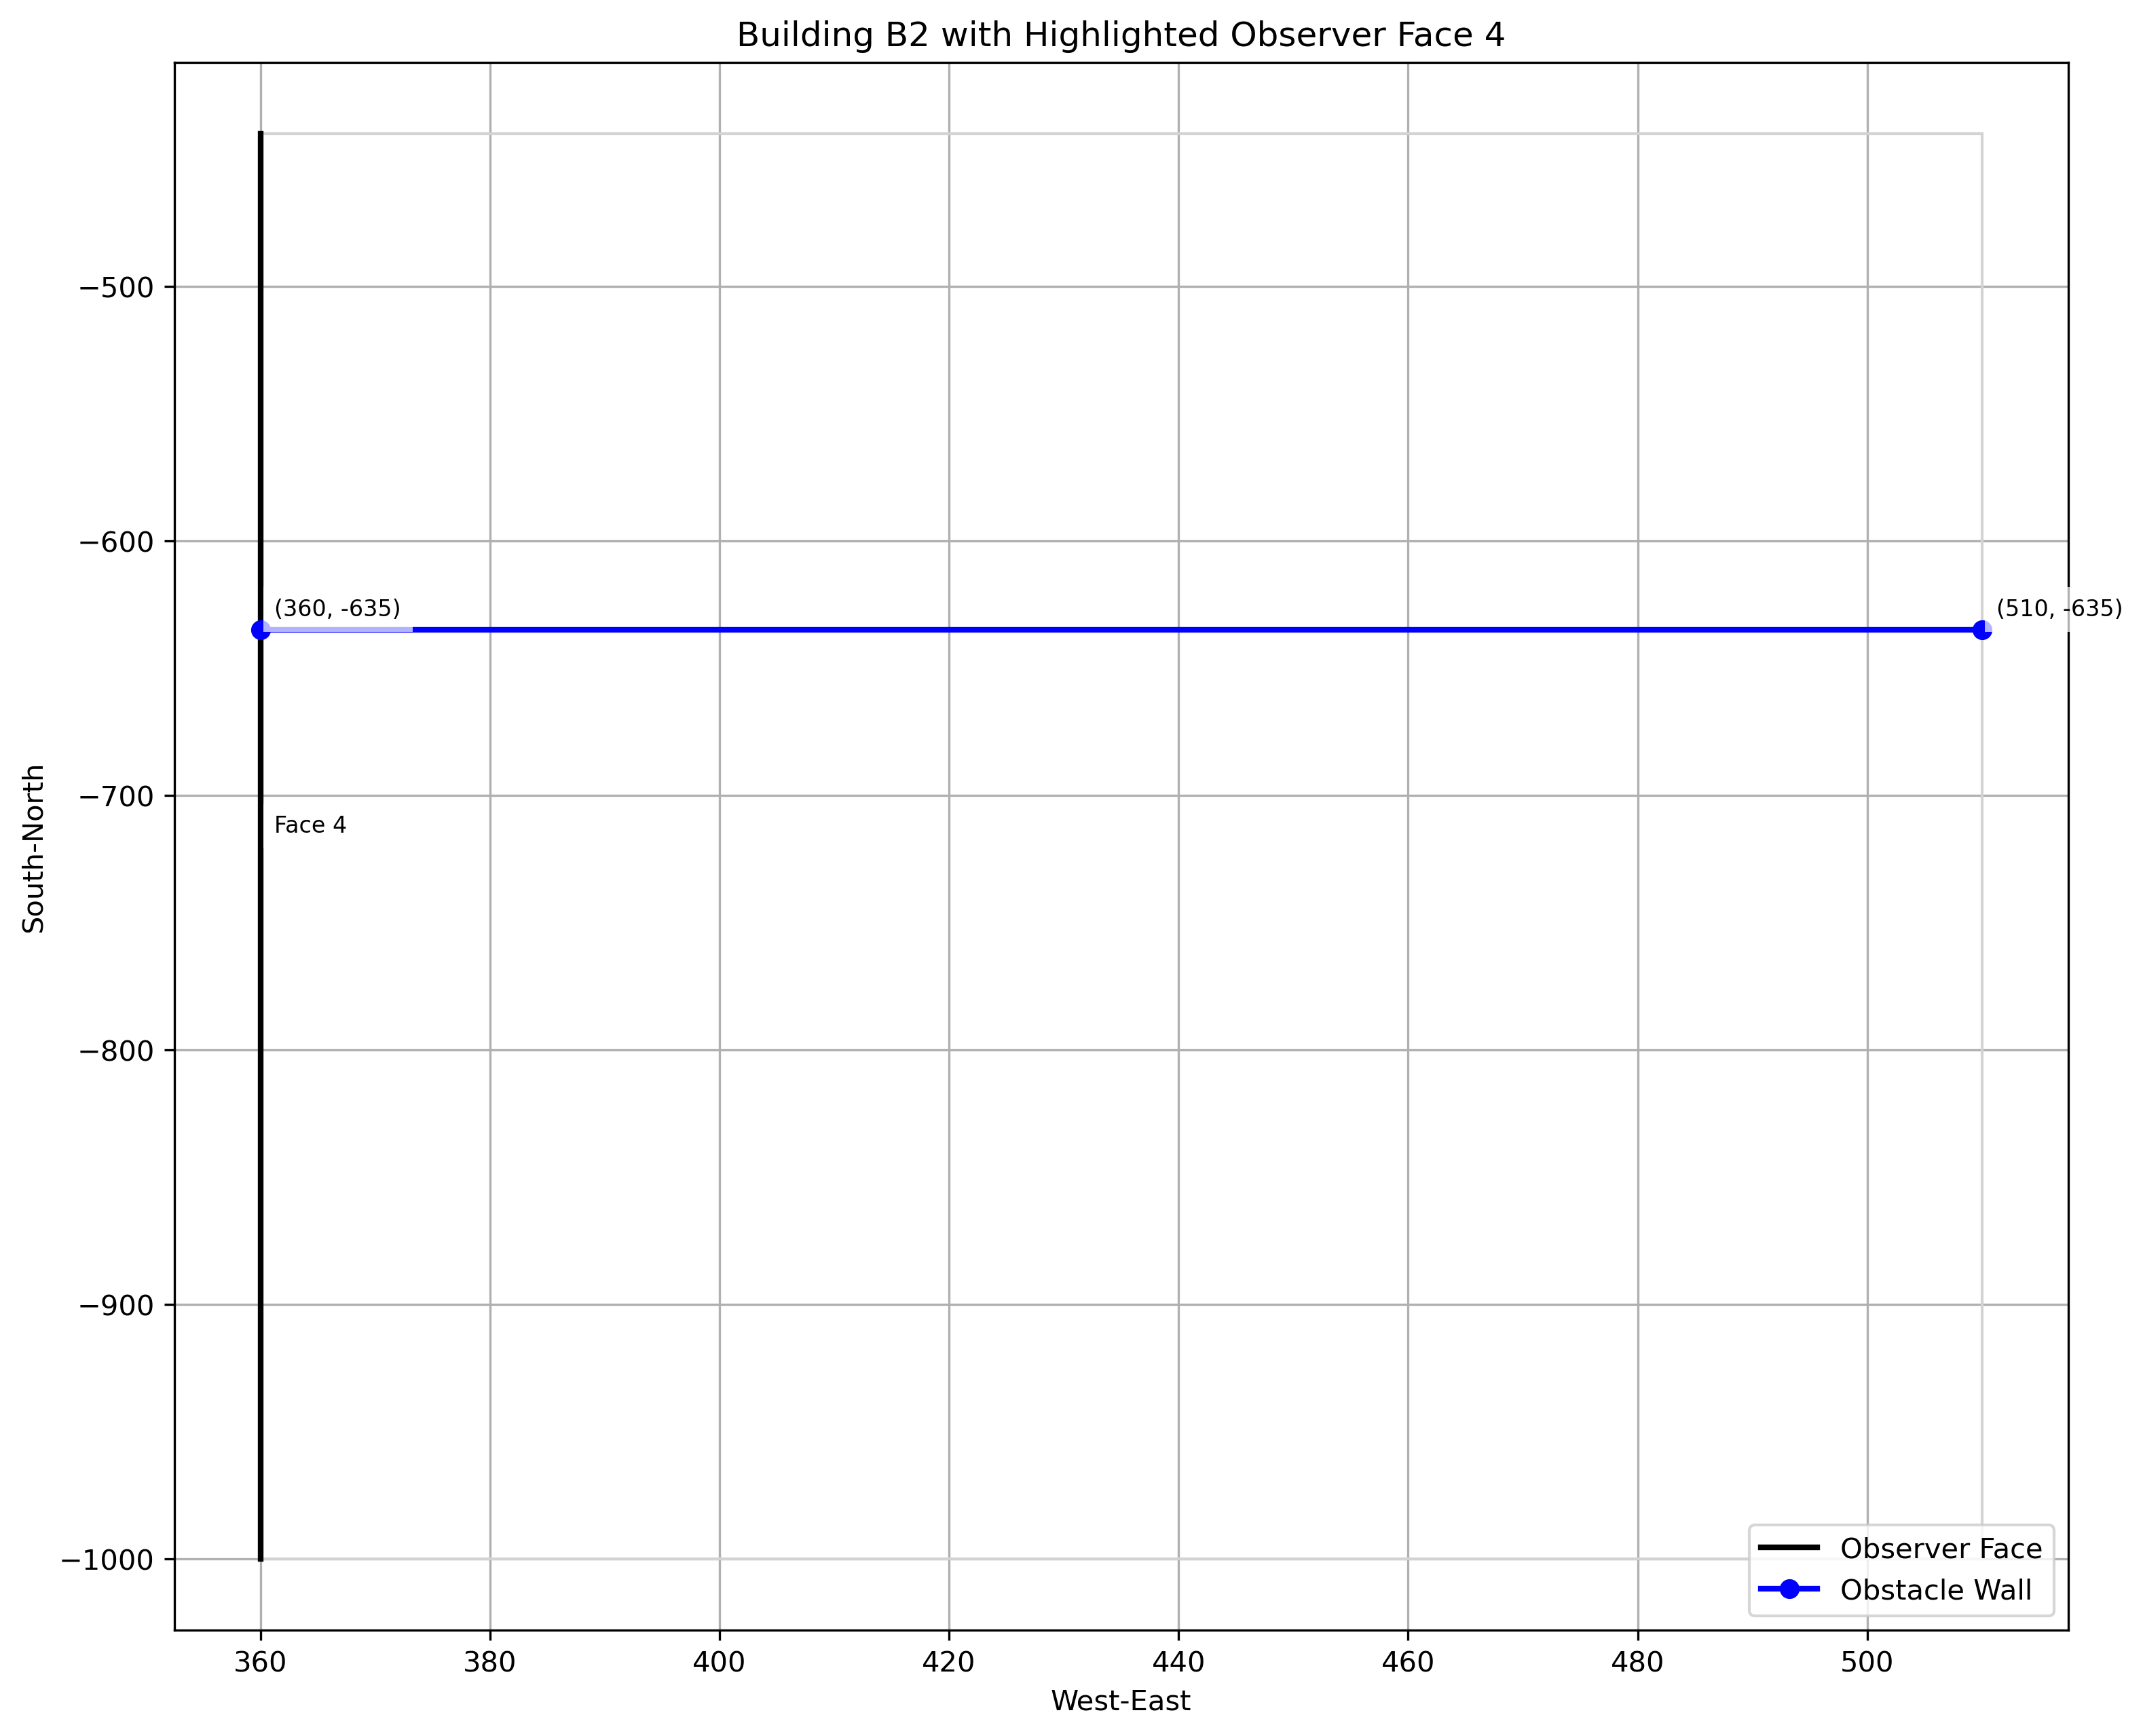 Building B2 with Highlighted Observer Face 4
South-North
−500
−600
−700
−800
−900
−1000
(360, -635)
(510, -635)
Face 4
Observer Face
Obstacle Wall
360
380
400
420
440
460
480
500
West-East